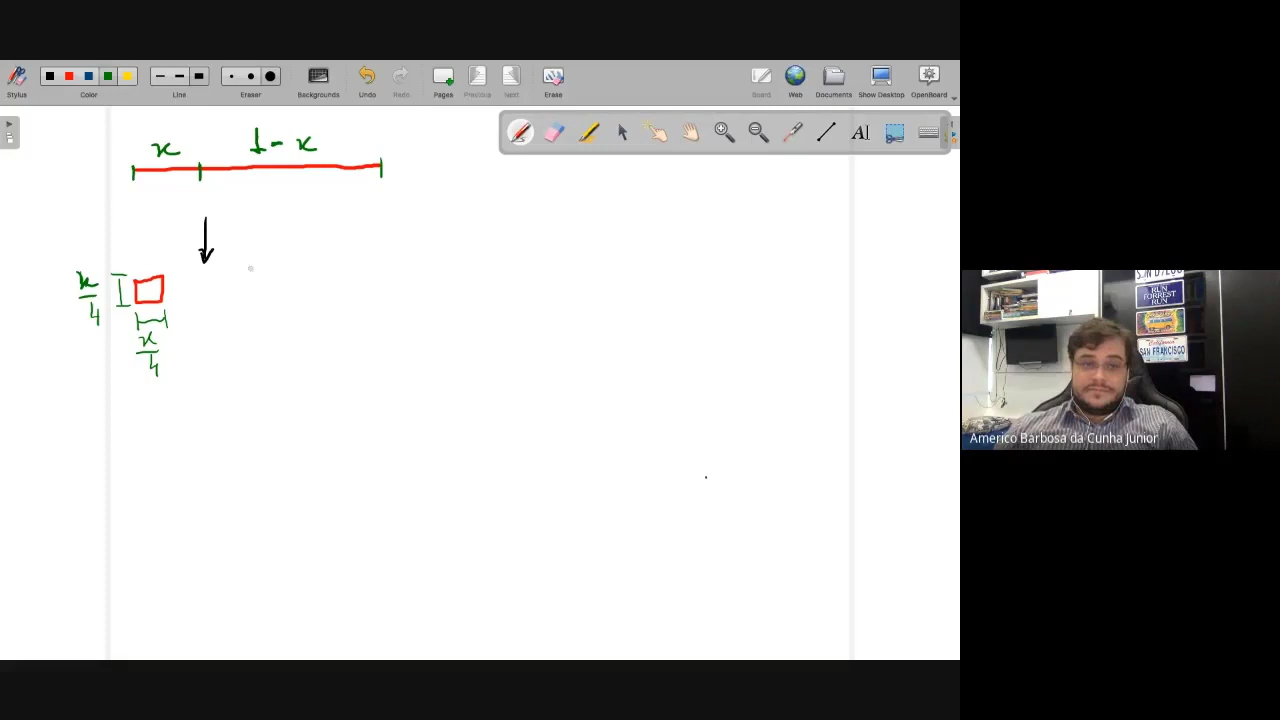 Stylus Color Line Eraser Backgrounds Undo Redo Pages Previous Next Erase Board Web Documents Show Desktop OpenBoard
x 1 - x
x/4
x/4
RUN
FORREST
RUN
California
SAN FRANCISCO
Americo Barbosa da Cunha Junior